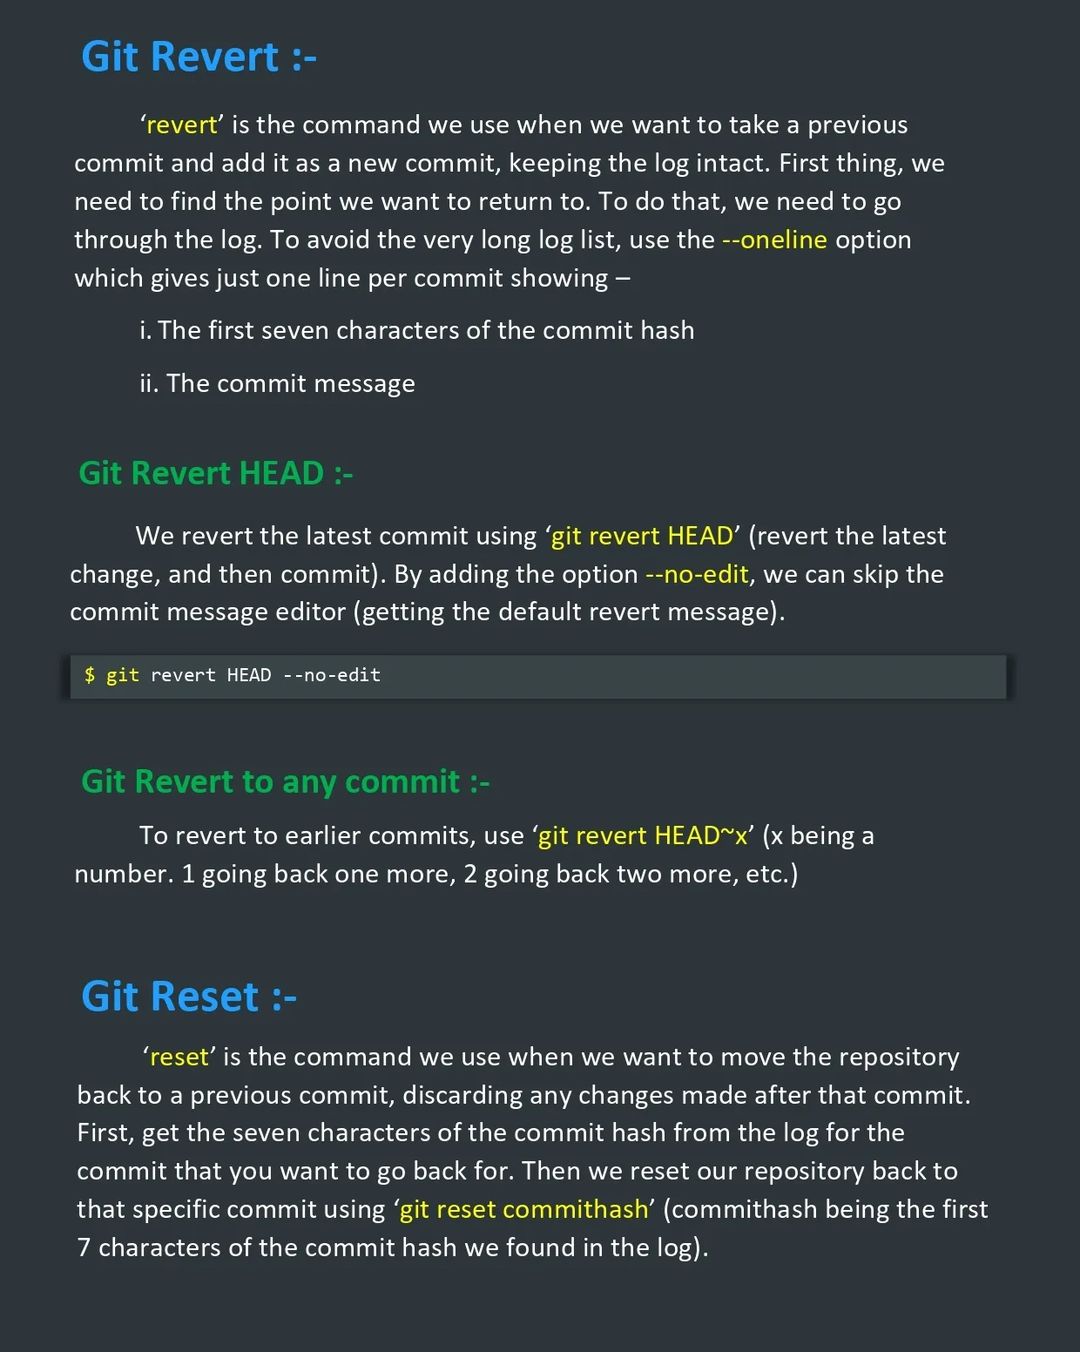 Git Revert :-
‘revert’ is the command we use when we want to take a previous
commit and add it as a new commit, keeping the log intact. First thing, we
need to find the point we want to return to. To do that, we need to go
through the log. To avoid the very long log list, use the --oneline option
which gives just one line per commit showing –
i. The first seven characters of the commit hash
ii. The commit message
Git Revert HEAD :-
We revert the latest commit using ‘git revert HEAD’ (revert the latest
change, and then commit). By adding the option --no-edit, we can skip the
commit message editor (getting the default revert message).
$ git revert HEAD --no-edit
Git Revert to any commit :-
To revert to earlier commits, use ‘git revert HEAD~x’ (x being a
number. 1 going back one more, 2 going back two more, etc.)
Git Reset :-
‘reset’ is the command we use when we want to move the repository
back to a previous commit, discarding any changes made after that commit.
First, get the seven characters of the commit hash from the log for the
commit that you want to go back for. Then we reset our repository back to
that specific commit using ‘git reset commithash’ (commithash being the first
7 characters of the commit hash we found in the log).